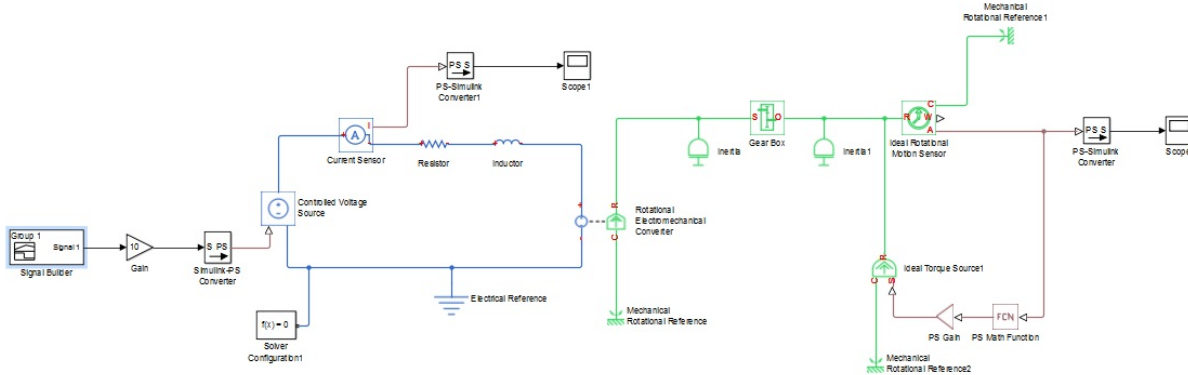 Mechanical
Rotational Reference1
PS S
PS-Simulink
Converter1
Scope1
I
+
A
-
Current Sensor
Resistor
Inductor
S
O
Gear Box
Inertia
Inertia1
C
R
W
A
Ideal Rotational
Motion Sensor
PS S
PS-Simulink
Converter
Scope
Controlled Voltage
Source
+
-
R
C
Rotational
Electromechanical
Converter
Group 1
Signal 1
Signal Builder
10
Gain
S PS
Simulink-PS
Converter
Electrical Reference
f(x) = 0
Solver
Configuration1
Mechanical
Rotational Reference
R
C
S
Ideal Torque Source1
PS Gain
FCN
PS Math Function
Mechanical
Rotational Reference2